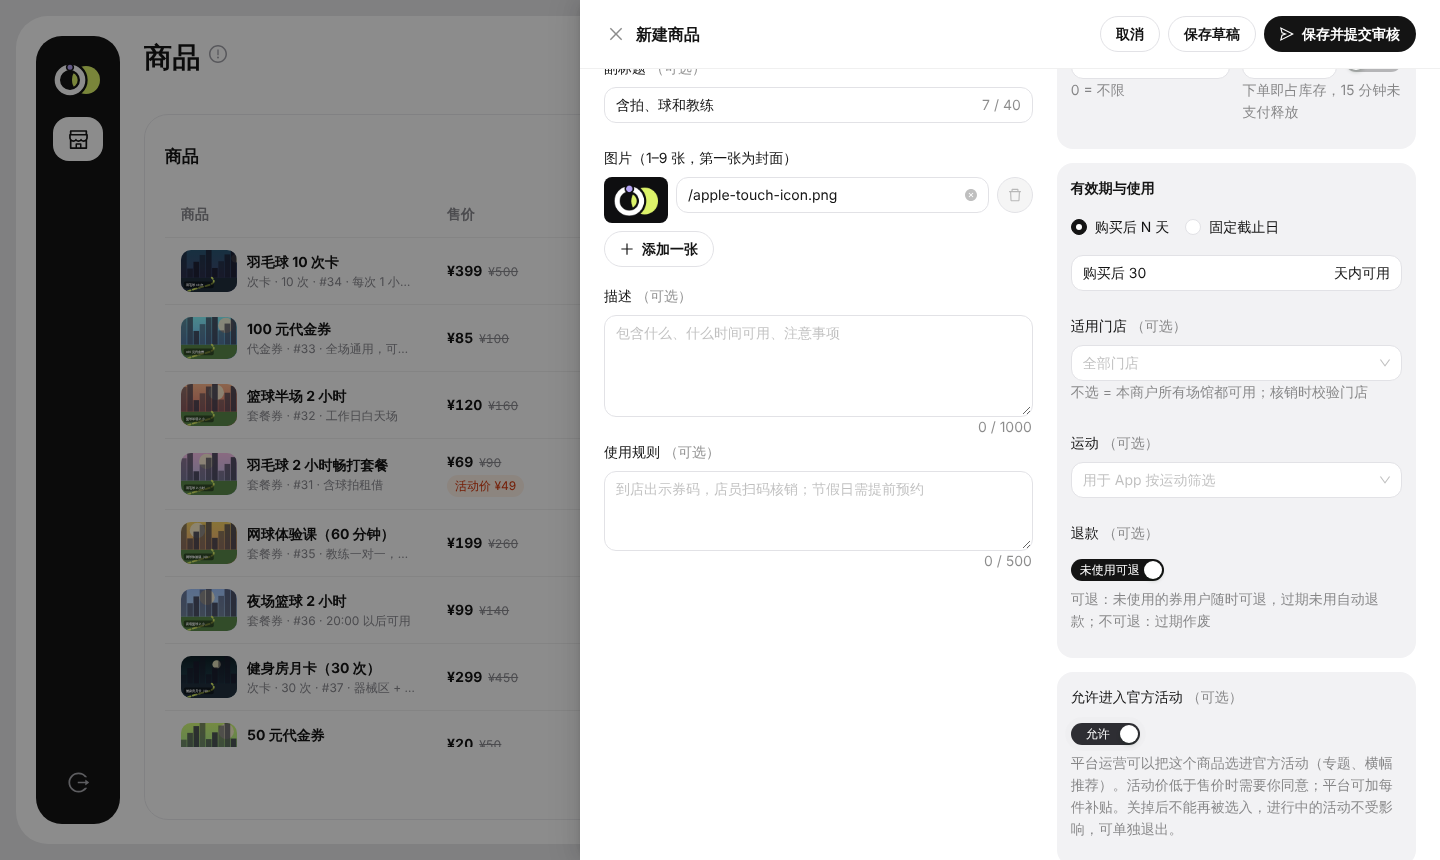 商品
商品
商品
售价
羽毛球 10 次卡
次卡 · 10 次 · #34 · 每次 1 小...
¥399 ¥500
100 元代金券
代金券 · #33 · 全场通用，可...
¥85 ¥100
篮球半场 2 小时
套餐券 · #32 · 工作日白天场
¥120 ¥160
羽毛球 2 小时畅打套餐
套餐券 · #31 · 含球拍租借
¥69 ¥90
活动价 ¥49
网球体验课（60 分钟）
套餐券 · #35 · 教练一对一，...
¥199 ¥260
夜场篮球 2 小时
套餐券 · #36 · 20:00 以后可用
¥99 ¥140
健身房月卡（30 次）
次卡 · 30 次 · #37 · 器械区 + ...
¥299 ¥450
50 元代金券
¥20 ¥50
新建商品
取消
保存草稿
保存并提交审核
副标题 （可选）
含拍、球和教练
7 / 40
图片（1–9 张，第一张为封面）
/apple-touch-icon.png
添加一张
描述 （可选）
包含什么、什么时间可用、注意事项
0 / 1000
使用规则 （可选）
到店出示券码，店员扫码核销；节假日需提前预约
0 / 500
0 = 不限
下单即占库存，15 分钟未
支付释放
有效期与使用
购买后 N 天
固定截止日
购买后 30
天内可用
适用门店 （可选）
全部门店
不选 = 本商户所有场馆都可用；核销时校验门店
运动 （可选）
用于 App 按运动筛选
退款 （可选）
未使用可退
可退：未使用的券用户随时可退，过期未用自动退
款；不可退：过期作废
允许进入官方活动 （可选）
允许
平台运营可以把这个商品选进官方活动（专题、横幅
推荐）。活动价低于售价时需要你同意；平台可加每
件补贴。关掉后不能再被选入，进行中的活动不受影
响，可单独退出。